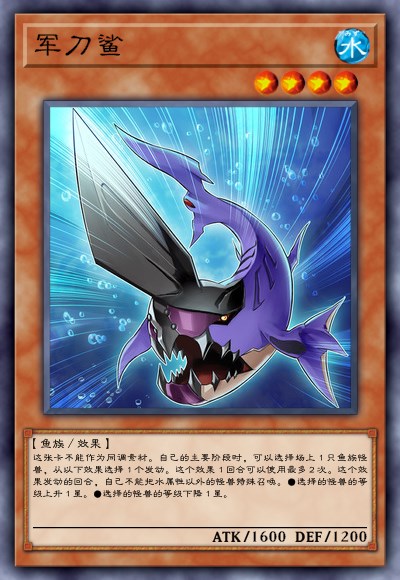 军刀鲨
水
【鱼族／效果】
这张卡不能作为同调素材。自己的主要阶段时，可以选择场上1只鱼族怪
兽，从以下效果选择1个发动。这个效果1回合可以使用最多2次。这个效
果发动的回合，自己不能把水属性以外的怪兽特殊召唤。●选择的怪兽的等
级上升1星。●选择的怪兽的等级下降1星。
ATK/1600 DEF/1200